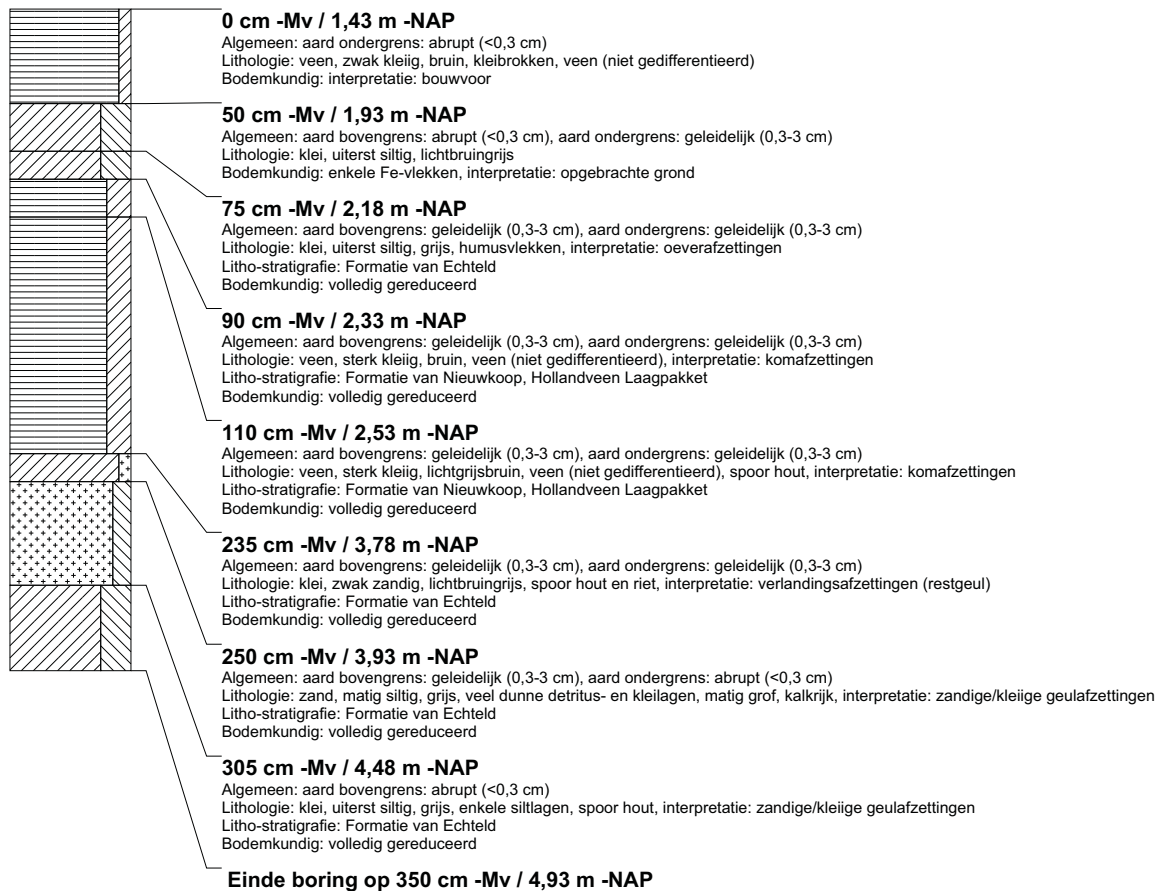 0 cm -Mv / 1,43 m -NAP
Algemeen: aard ondergrens: abrupt (<0,3 cm)
Lithologie: veen, zwak kleiig, bruin, kleibrokken, veen (niet gedifferentieerd)
Bodemkundig: interpretatie: bouwvoor
50 cm -Mv / 1,93 m -NAP
Algemeen: aard bovengrens: abrupt (<0,3 cm), aard ondergrens: geleidelijk (0,3-3 cm)
Lithologie: klei, uiterst siltig, lichtbruingrijs
Bodemkundig: enkele Fe-vlekken, interpretatie: opgebrachte grond
75 cm -Mv / 2,18 m -NAP
Algemeen: aard bovengrens: geleidelijk (0,3-3 cm), aard ondergrens: geleidelijk (0,3-3 cm)
Lithologie: klei, uiterst siltig, grijs, humusvlekken, interpretatie: oeverafzettingen
Litho-stratigrafie: Formatie van Echteld
Bodemkundig: volledig gereduceerd
90 cm -Mv / 2,33 m -NAP
Algemeen: aard bovengrens: geleidelijk (0,3-3 cm), aard ondergrens: geleidelijk (0,3-3 cm)
Lithologie: veen, sterk kleiig, bruin, veen (niet gedifferentieerd), interpretatie: komafzettingen
Litho-stratigrafie: Formatie van Nieuwkoop, Hollandveen Laagpakket
Bodemkundig: volledig gereduceerd
110 cm -Mv / 2,53 m -NAP
Algemeen: aard bovengrens: geleidelijk (0,3-3 cm), aard ondergrens: geleidelijk (0,3-3 cm)
Lithologie: veen, sterk kleiig, lichtgrijsbruin, veen (niet gedifferentieerd), spoor hout, interpretatie: komafzettingen
Litho-stratigrafie: Formatie van Nieuwkoop, Hollandveen Laagpakket
Bodemkundig: volledig gereduceerd
235 cm -Mv / 3,78 m -NAP
Algemeen: aard bovengrens: geleidelijk (0,3-3 cm), aard ondergrens: geleidelijk (0,3-3 cm)
Lithologie: klei, zwak zandig, lichtbruingrijs, spoor hout en riet, interpretatie: verlandingsafzettingen (restgeul)
Litho-stratigrafie: Formatie van Echteld
Bodemkundig: volledig gereduceerd
250 cm -Mv / 3,93 m -NAP
Algemeen: aard bovengrens: geleidelijk (0,3-3 cm), aard ondergrens: abrupt (<0,3 cm)
Lithologie: zand, matig siltig, grijs, veel dunne detritus- en kleilagen, matig grof, kalkrijk, interpretatie: zandige/kleiige geulafzettingen
Litho-stratigrafie: Formatie van Echteld
Bodemkundig: volledig gereduceerd
305 cm -Mv / 4,48 m -NAP
Algemeen: aard bovengrens: abrupt (<0,3 cm)
Lithologie: klei, uiterst siltig, grijs, enkele siltlagen, spoor hout, interpretatie: zandige/kleiige geulafzettingen
Litho-stratigrafie: Formatie van Echteld
Bodemkundig: volledig gereduceerd
Einde boring op 350 cm -Mv / 4,93 m -NAP